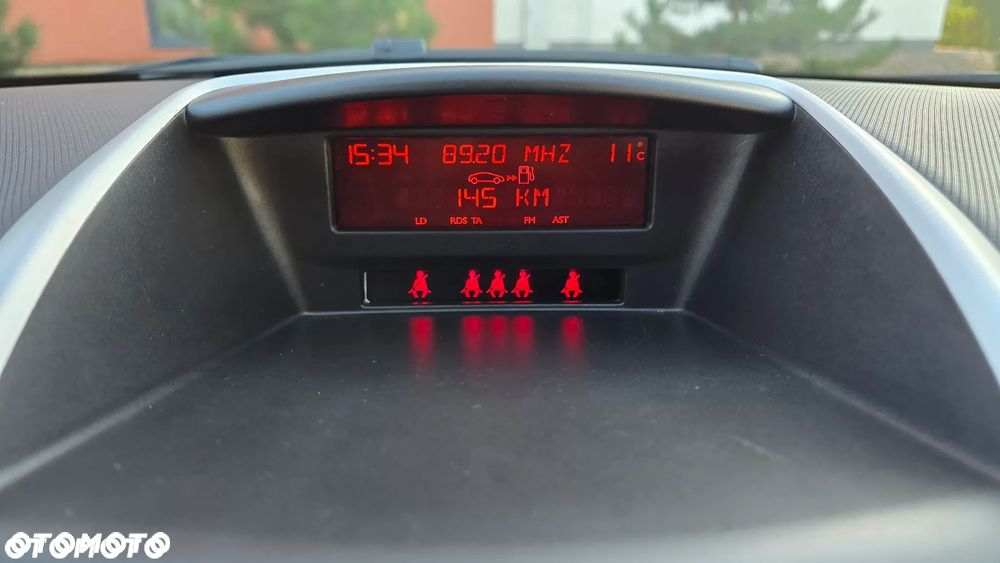 15:34 89.20 MHZ 11°C
145 KM
LD RDS TA FM AST
OTOMOTO